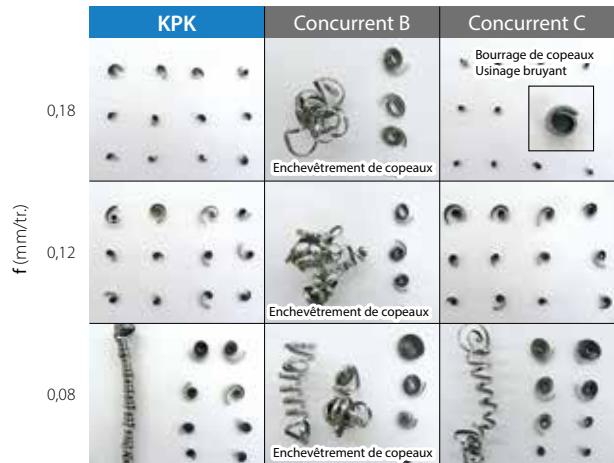 KPK
Concurrent B
Concurrent C
f (mm/tr.)
0,18
Enchevêtrement de copeaux
Bourrage de copeaux
Usinage bruyant
0,12
Enchevêtrement de copeaux
0,08
Enchevêtrement de copeaux